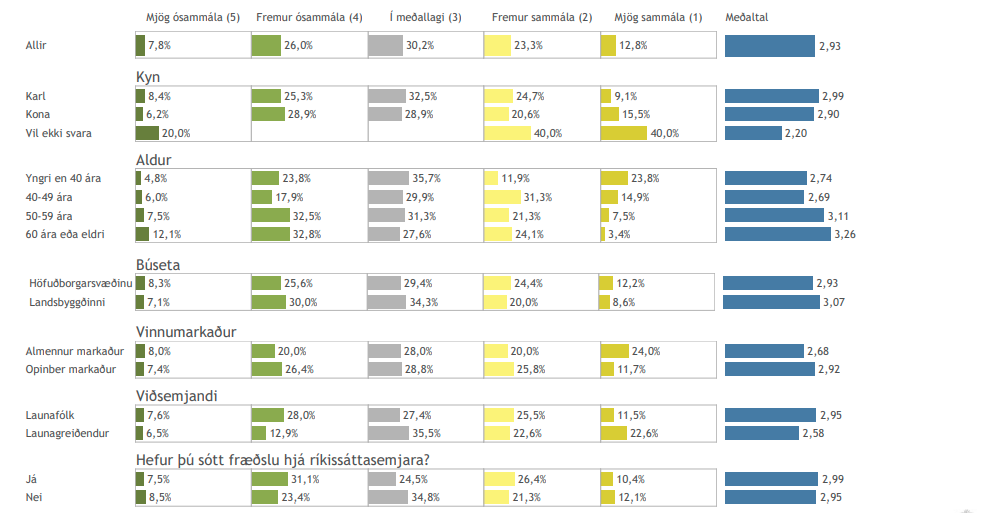 Mjög ósammála (5) Fremur ósammála (4) Í meðallagi (3) Fremur sammála (2) Mjög sammála (1) Meðaltal
Allir 7,8% 26,0% 30,2% 23,3% 12,8% 2,93
Kyn
Karl 8,4% 25,3% 32,5% 24,7% 9,1% 2,99
Kona 6,2% 28,9% 28,9% 20,6% 15,5% 2,90
Vil ekki svara 20,0% 40,0% 40,0% 2,20
Aldur
Yngri en 40 ára 4,8% 23,8% 35,7% 11,9% 23,8% 2,74
40-49 ára 6,0% 17,9% 29,9% 31,3% 14,9% 2,69
50-59 ára 7,5% 32,5% 31,3% 21,3% 7,5% 3,11
60 ára eða eldri 12,1% 32,8% 27,6% 24,1% 3,4% 3,26
Búseta
Höfuðborgarsvæðinu 8,3% 25,6% 29,4% 24,4% 12,2% 2,93
Landsbyggðinni 7,1% 30,0% 34,3% 20,0% 8,6% 3,07
Vinnumarkaður
Almennur markaður 8,0% 20,0% 28,0% 20,0% 24,0% 2,68
Opinber markaður 7,4% 26,4% 28,8% 25,8% 11,7% 2,92
Viðsemjandi
Launafólk 7,6% 28,0% 27,4% 25,5% 11,5% 2,95
Launagreiðendur 6,5% 12,9% 35,5% 22,6% 22,6% 2,58
Hefur þú sótt fræðslu hjá ríkissáttasemjara?
Já 7,5% 31,1% 24,5% 26,4% 10,4% 2,99
Nei 8,5% 23,4% 34,8% 21,3% 12,1% 2,95